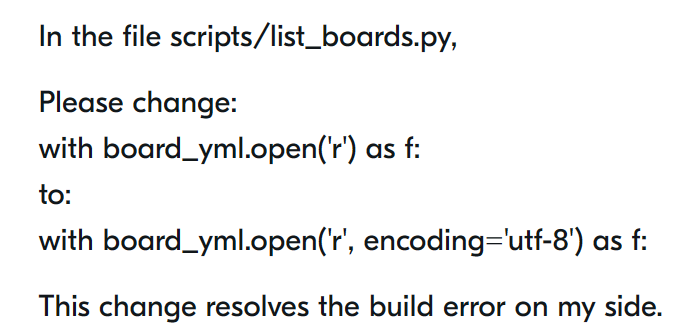 In the file scripts/list_boards.py,
Please change:
with board_yml.open('r') as f:
to:
with board_yml.open('r', encoding='utf-8') as f:
This change resolves the build error on my side.